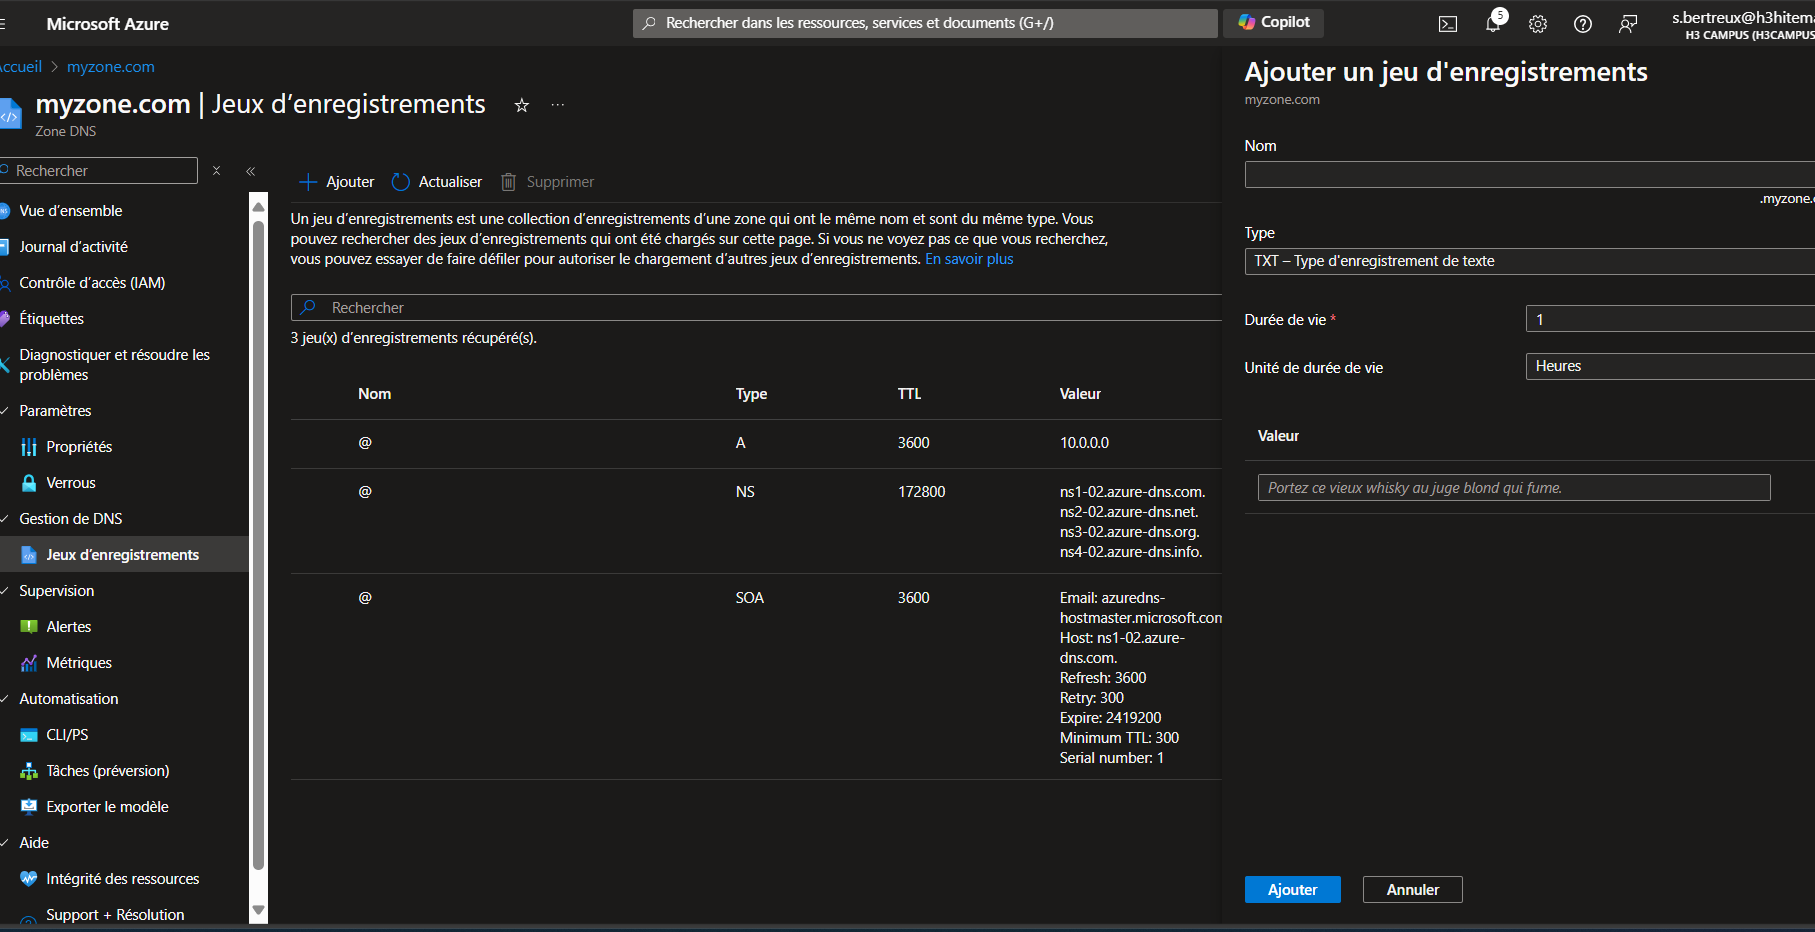 Microsoft Azure
Rechercher dans les ressources, services et documents (G+/)
Copilot
5
s.bertreux@h3hitema
H3 CAMPUS (H3CAMPUS
Accueil > myzone.com
myzone.com | Jeux d’enregistrements
Zone DNS
Rechercher
Vue d’ensemble
Journal d’activité
Contrôle d’accès (IAM)
Étiquettes
Diagnostiquer et résoudre les
problèmes
Paramètres
Propriétés
Verrous
Gestion de DNS
Jeux d’enregistrements
Supervision
Alertes
Métriques
Automatisation
CLI/PS
Tâches (préversion)
Exporter le modèle
Aide
Intégrité des ressources
Support + Résolution
Ajouter Actualiser Supprimer
Un jeu d’enregistrements est une collection d’enregistrements d’une zone qui ont le même nom et sont du même type. Vous
pouvez rechercher des jeux d’enregistrements qui ont été chargés sur cette page. Si vous ne voyez pas ce que vous recherchez,
vous pouvez essayer de faire défiler pour autoriser le chargement d’autres jeux d’enregistrements. En savoir plus
Rechercher
3 jeu(x) d’enregistrements récupéré(s).
Nom Type TTL Valeur
@ A 3600 10.0.0.0
@ NS 172800 ns1-02.azure-dns.com.
ns2-02.azure-dns.net.
ns3-02.azure-dns.org.
ns4-02.azure-dns.info.
@ SOA 3600 Email: azuredns-
hostmaster.microsoft.com
Host: ns1-02.azure-
dns.com.
Refresh: 3600
Retry: 300
Expire: 2419200
Minimum TTL: 300
Serial number: 1
Ajouter un jeu d'enregistrements
myzone.com
Nom
.myzone.c
Type
TXT – Type d'enregistrement de texte
Durée de vie * 1
Unité de durée de vie Heures
Valeur
Portez ce vieux whisky au juge blond qui fume.
Ajouter Annuler